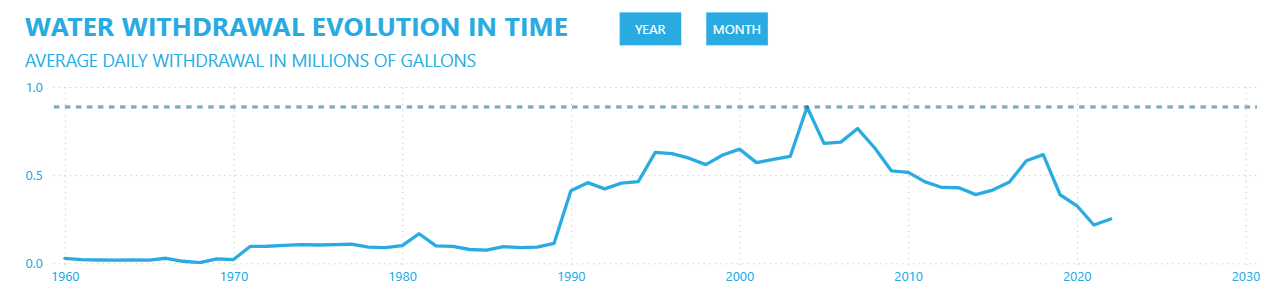 WATER WITHDRAWAL EVOLUTION IN TIME
YEAR
MONTH
AVERAGE DAILY WITHDRAWAL IN MILLIONS OF GALLONS
1.0
0.5
0.0
1960 1970 1980 1990 2000 2010 2020 2030